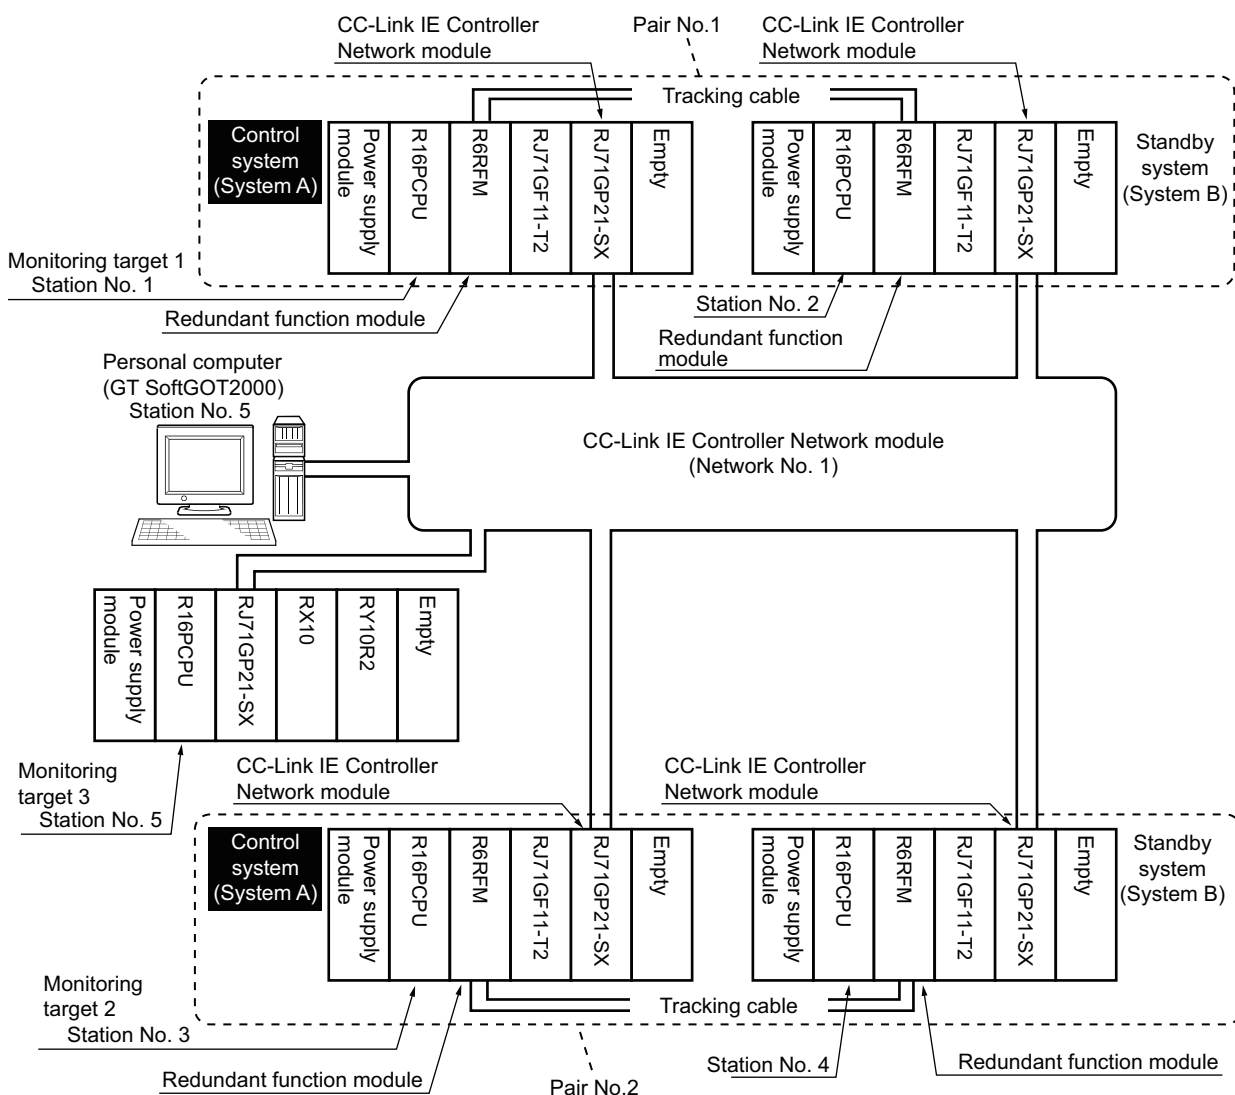 CC-Link IE Controller
Network module
Pair No.1
CC-Link IE Controller
Network module
Tracking cable
Control
system
(System A)
Power supply
module
R16PCPU
R6RFM
RJ71GF11-T2
RJ71GP21-SX
Empty
Power supply
module
R16PCPU
R6RFM
RJ71GF11-T2
RJ71GP21-SX
Empty
Standby
system
(System B)
Monitoring target 1
Station No. 1
Redundant function module
Station No. 2
Redundant function
module
Personal computer
(GT SoftGOT2000)
Station No. 5
CC-Link IE Controller Network module
(Network No. 1)
Power supply
module
R16PCPU
RJ71GP21-SX
RX10
RY10R2
Empty
Monitoring
target 3
Station No. 5
CC-Link IE Controller
Network module
CC-Link IE Controller
Network module
Control
system
(System A)
Power supply
module
R16PCPU
R6RFM
RJ71GF11-T2
RJ71GP21-SX
Empty
Power supply
module
R16PCPU
R6RFM
RJ71GF11-T2
RJ71GP21-SX
Empty
Standby
system
(System B)
Monitoring
target 2
Station No. 3
Tracking cable
Redundant function module
Pair No.2
Station No. 4
Redundant function module